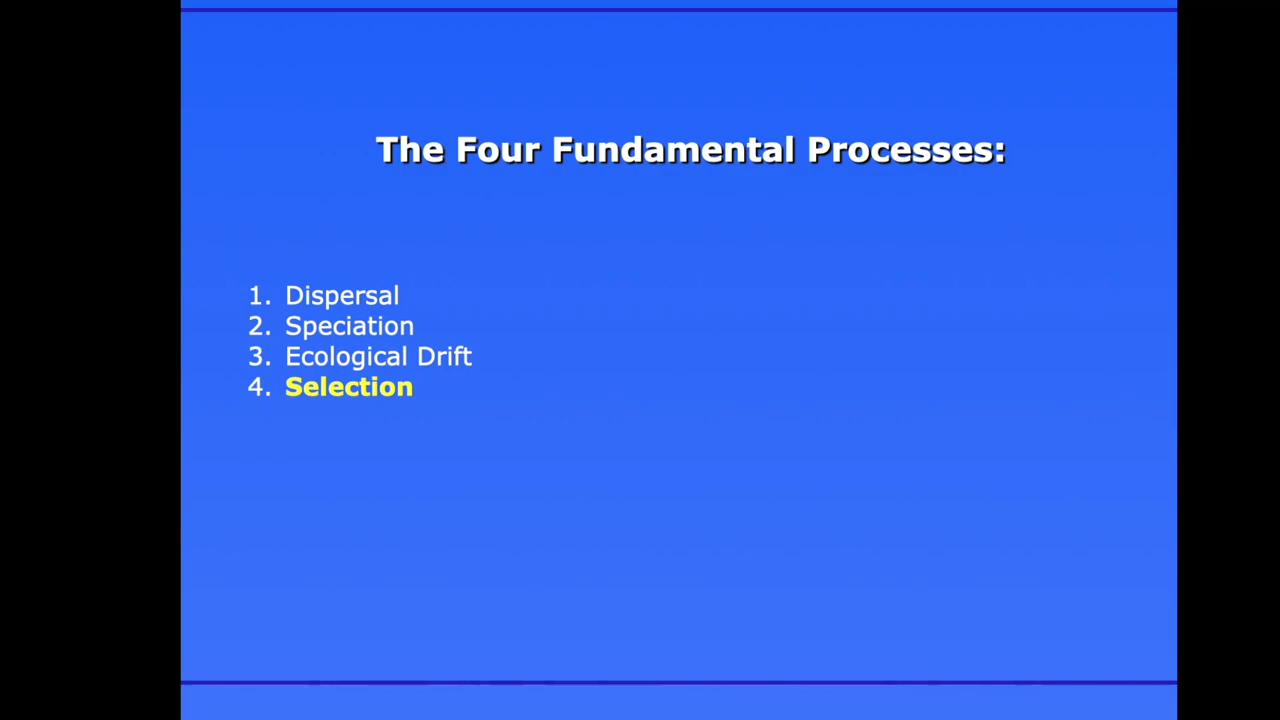 The Four Fundamental Processes:
1. Dispersal
2. Speciation
3. Ecological Drift
4. Selection